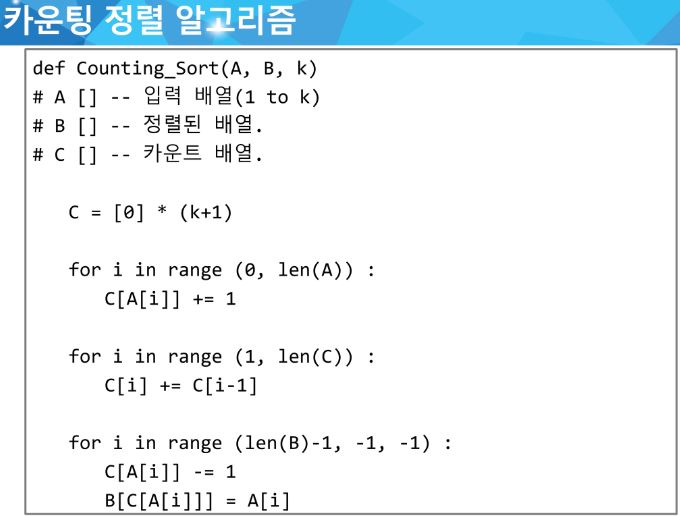 카운팅 정렬 알고리즘
def Counting_Sort(A, B, k)
# A [] -- 입력 배열(1 to k)
# B [] -- 정렬된 배열.
# C [] -- 카운트 배열.
C = [0] * (k+1)
for i in range (0, len(A)) :
C[A[i]] += 1
for i in range (1, len(C)) :
C[i] += C[i-1]
for i in range (len(B)-1, -1, -1) :
C[A[i]] -= 1
B[C[A[i]]] = A[i]